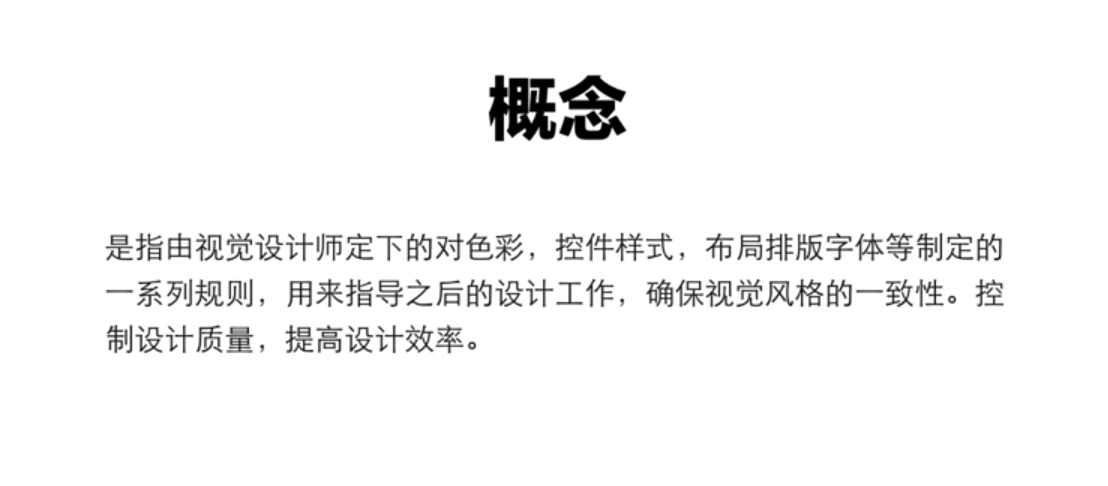 概念
是指由视觉设计师定下的对色彩，控件样式，布局排版字体等制定的
一系列规则，用来指导之后的设计工作，确保视觉风格的一致性。控
制设计质量，提高设计效率。